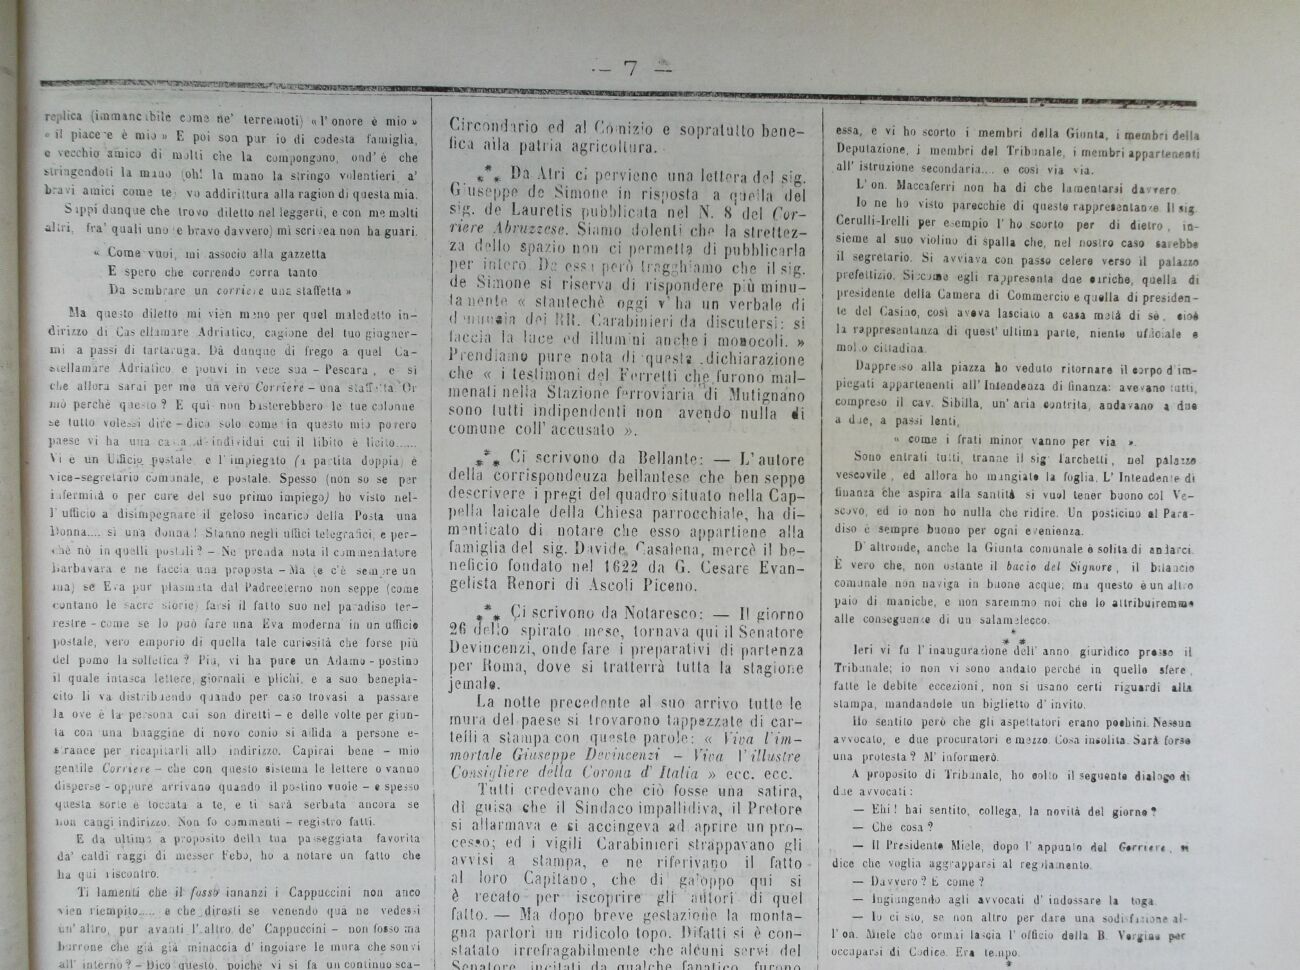 — 7 —
replica (immancabile come ne' terremoti) « l'onore è mio »
« il piacere è mio » E poi son pur io di codesta famiglia,
e vecchio amico di molti che la compongono, ond'è che
stringendoti la mano (oh! la mano la stringo volentieri a'
bravi amici come te) vo addirittura alla ragion di questa mia.
Sappi dunque che trovo diletto nel leggerti, e con me molti
altri, fra' quali uno (e bravo davvero) mi scrivea non ha guari.
« Come vuoi, mi associo alla gazzetta
E spero che correndo corra tanto
Da sembrare un corriere una staffetta »
Ma questo diletto mi vien meno per quel maledetto in-
dirizzo di Castellamare Adriatico, cagione del tuo giugner-
mi a passi di tartaruga. Dà dunque di frego a quel Ca-
stellamare Adriatico e ponvi in vece sua - Pescara, e sì
che allora sarai per me un vero Corriere - una staffetta Or
mò perchè questo? E qui non basterebbero le tue colonne
se tutto volessi dire - dico solo come in questo mio povero
paese vi ha una casta d'individui cui il libito è licito......
Vi è un Ufficio postale, e l'impiegato (a partita doppia) è
vice-segretario comunale, e postale. Spesso (non so se per
infermità o per cure del suo primo impiego) ho visto nel-
l'ufficio a disimpegnare il geloso incarico della Posta una
Donna.... sì una donna! Stanno negli uffici telegrafici, e per-
chè nò in quelli postali? - Ne prenda nota il commendatore
Barbavara e ne faccia una proposta - Ma (e c'è sempre un
ma) se Eva pur plasmata dal Padreeterno non seppe (come
contano le sacre storie) farsi il fatto suo nel paradiso ter-
restre - come se lo può fare una Eva moderna in un ufficio
postale, vero emporio di quella tale curiosità che forse più
del pomo la solletica? Più, vi ha pure un Adamo - postino
il quale intasca lettere, giornali e plichi, e a suo benepla-
cito li va distribuendo quando per caso trovasi a passare
la ove è la persona cui son diretti - e delle volte per giun-
ta con una buaggine di novo conio si affida a persone e-
stranee per ricapitarli allo indirizzo. Capirai bene - mio
gentile Corriere - che con questo sistema le lettere o vanno
disperse - oppure arrivano quando il postino vuole - e spesso
questa sorte è toccata a te, e ti sarà serbata ancora se
non cangi indirizzo. Non fo commenti - registro fatti.
E da ultimo a proposito della tua passeggiata favorita
da' caldi raggi di messer Febo, ho a notare un fatto che
ha qui riscontro.
Ti lamenti che il fosso innanzi i Cappuccini non anco
vien riempito..... e che diresti se venendo quà ne vedessi
un'altro, pur avanti l'altro de' Cappuccini - non fosso ma
burrone che già già minaccia d'ingoiare le mura che son vi
all'interno? - Dico questo, poichè vi si fa un continuo sca-
Circondario ed al Comizio e sopratutto bene-
fica alla patria agricoltura.
*** Da Atri ci perviene una lettera del sig.
Giuseppe de Simone in risposta a quella del
sig. de Lauretis pubblicata nel N. 8 del Cor-
riere Abruzzese. Siamo dolenti che la strettez-
za dello spazio non ci permetta di pubblicarla
per intero. Da essa però tragghiamo che il sig.
de Simone si riserva di rispondere più minu-
tamente « stantechè oggi v'ha un verbale di
denunzia dei RR. Carabinieri da discutersi: si
faccia la luce ed illumini anche i monocoli. »
Prendiamo pure nota di questa dichiarazione
che « i testimoni del Ferretti che furono mal-
menati nella Stazione ferroviaria di Mutignano
sono tutti indipendenti non avendo nulla di
comune coll'accusato ».
*** Ci scrivono da Bellante: — L'autore
della corrispondenza bellantese che ben seppe
descrivere i pregi del quadro situato nella Cap-
pella laicale della Chiesa parrocchiale, ha di-
menticato di notare che esso appartiene alla
famiglia del sig. Davide Casalena, mercè il be-
neficio fondato nel 1622 da G. Cesare Evan-
gelista Renori di Ascoli Piceno.
*** Ci scrivono da Notaresco: — Il giorno
26 dello spirato mese, tornava qui il Senatore
Devincenzi, onde fare i preparativi di partenza
per Roma, dove si tratterrà tutta la stagione
jemale.
La notte precedente al suo arrivo tutte le
mura del paese si trovarono tappezzate di car-
telli a stampa con queste parole: « Viva l'im-
mortale Giuseppe Devincenzi - Viva l'illustre
Consigliere della Corona d'Italia » ecc. ecc.
Tutti credevano che ciò fosse una satira,
di guisa che il Sindaco impallidiva, il Pretore
si allarmava e si accingeva ad aprire un pro-
cesso; ed i vigili Carabinieri strappavano gli
avvisi a stampa, e ne riferivano il fatto
al loro Capitano, che di galoppo qui si
è recato per iscoprire gli autori di quel
fatto. — Ma dopo breve gestazione la monta-
gna partorì un ridicolo topo. Difatti si è con-
statato irrefragabilmente che alcuni servi del
Senatore, incitati da qualche fanatico, furono
essa, e vi ho scorto i membri della Giunta, i membri della
Deputazione, i membri del Tribunale, i membri appartenenti
all'istruzione secondaria.... e così via via.
L'on. Maccaferri non ha di che lamentarsi davvero.
Io ne ho visto parecchie di queste rappresentanze. Il sig.
Cerulli-Irelli per esempio l'ho scorto per di dietro, in-
sieme al suo violino di spalla che, nel nostro caso sarebbe
il segretario. Si avviava con passo celere verso il palazzo
prefettizio. Siccome egli rappresenta due cariche, quella di
presidente della Camera di Commercio e quella di presiden-
te del Casino, così aveva lasciato a casa metà di sè, cioè
la rappresentanza di quest'ultima parte, niente ufficiale e
molto cittadina.
Dappresso alla piazza ho veduto ritornare il corpo d'im-
piegati appartenenti all'Intendenza di finanza: avevano tutti,
compreso il cav. Sibilla, un'aria contrita, andavano a due
a due, a passi lenti,
« come i frati minor vanno per via ».
Sono entrati tutti, tranne il sig. Tarchetti, nel palazzo
vescovile, ed allora ho mangiato la foglia. L'Intendente di
finanza che aspira alla santità si vuol tener buono col Ve-
scovo, ed io non ho nulla che ridire. Un posticino al Para-
diso è sempre buono per ogni evenienza.
D'altronde, anche la Giunta comunale è solita di andarci.
È vero che, non ostante il bacio del Signore, il bilancio
comunale non naviga in buone acque, ma questo è un altro
paio di maniche, e non saremmo noi che lo attribuiremmo
alle conseguenze di un salamelecco.
***
Ieri vi fu l'inaugurazione dell'anno giuridico presso il
Tribunale; io non vi sono andato perchè in quelle sfere,
fatte le debite eccezioni, non si usano certi riguardi alla
stampa, mandandole un biglietto d'invito.
Ho sentito però che gli aspettatori erano pochini. Nessun
avvocato, e due procuratori e mezzo. Cosa insolita. Sarà forse
una protesta? M'informerò.
A proposito di Tribunale, ho colto il seguente dialogo di
due avvocati:
— Ehi! hai sentito, collega, la novità del giorno?
— Che cosa?
— Il Presidente Miele, dopo l'appunto del Corriere, si
dice che voglia aggrapparsi al regolamento.
— Davvero? E come?
— Ingiungendo agli avvocati d'indossare la toga.
— Io ci sto, se non altro per dare una sodisfazione al-
l'on. Miele che ormai lascia l'officio della B. Vergine per
occuparsi di Codice. Era tempo.
*